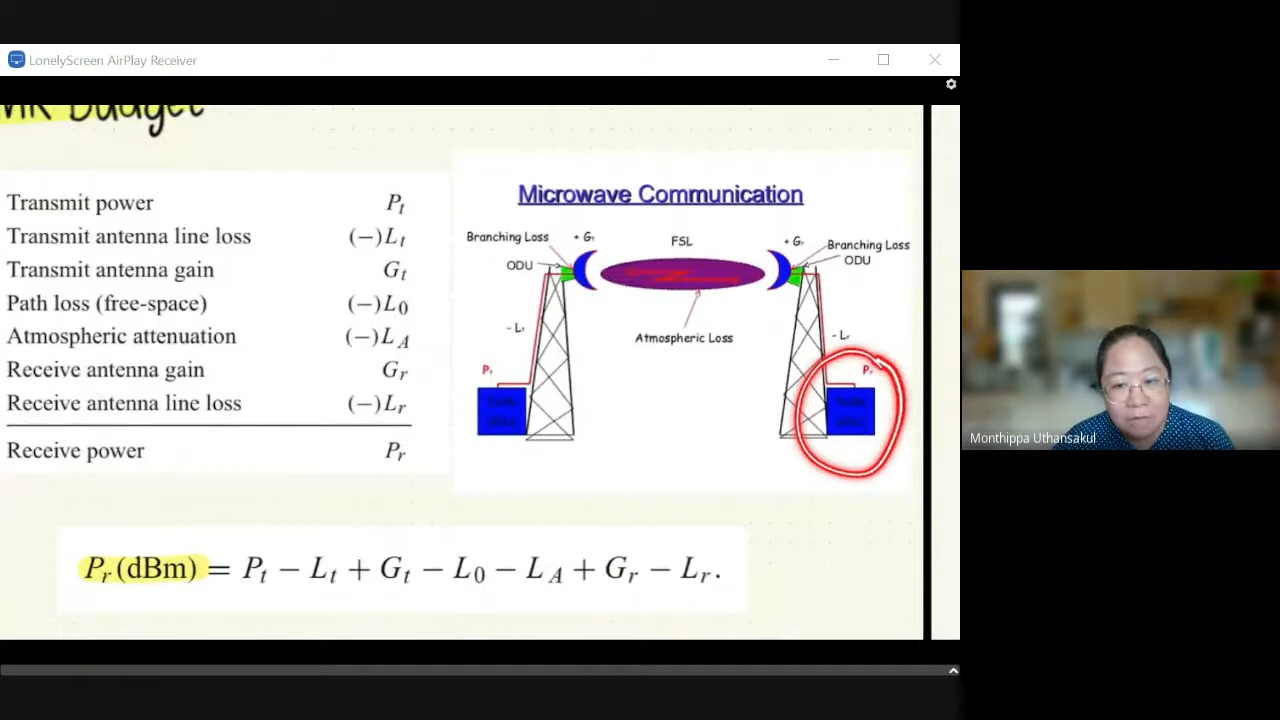 LonelyScreen AirPlay Receiver
Budget
Transmit power Pt
Transmit antenna line loss (−)Lt
Transmit antenna gain Gt
Path loss (free-space) (−)L0
Atmospheric attenuation (−)LA
Receive antenna gain Gr
Receive antenna line loss (−)Lr
Receive power Pr
Microwave Communication
Branching Loss + Gt FSL + Gr Branching Loss
ODU ODU
- Lt Atmospheric Loss - Lr
Pt Pr
Pr(dBm) = Pt − Lt + Gt − L0 − LA + Gr − Lr.
Monthippa Uthansakul